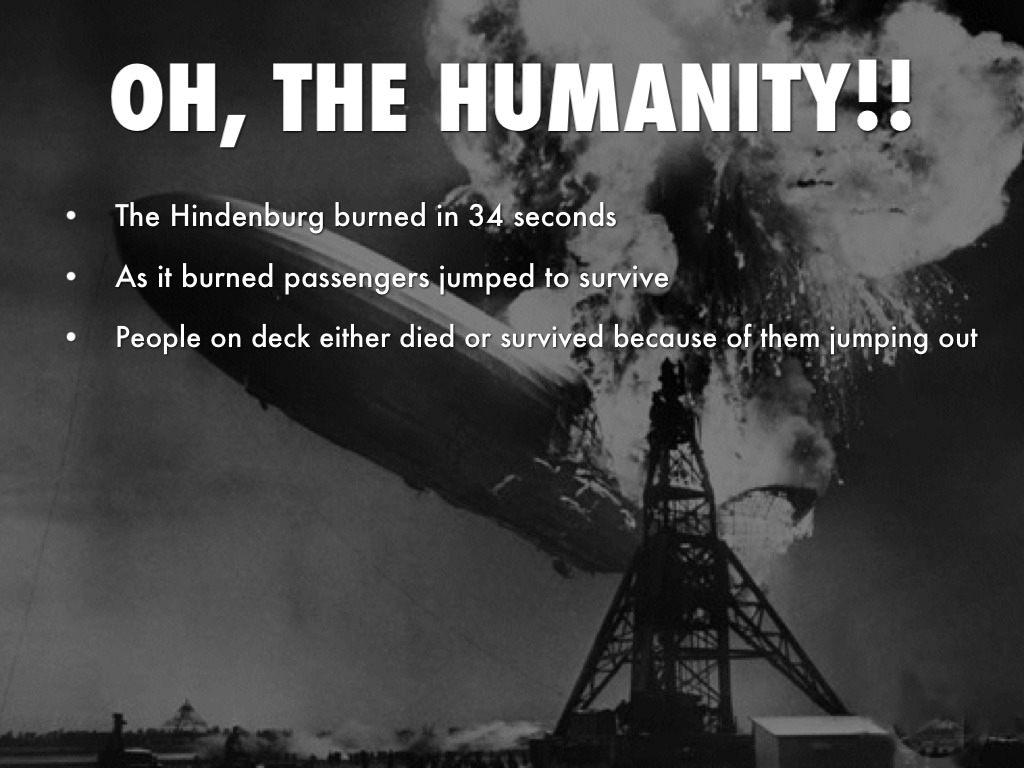 OH, THE HUMANITY!!
• The Hindenburg burned in 34 seconds
• As it burned passengers jumped to survive
• People on deck either died or survived because of them jumping out